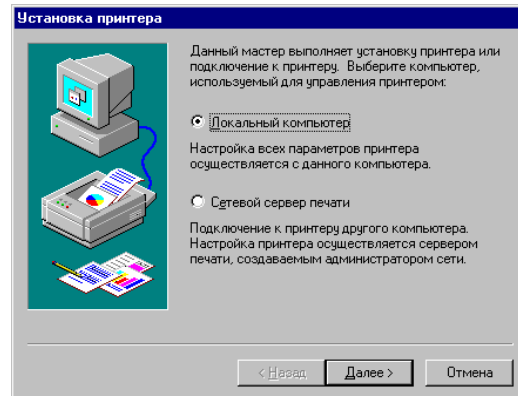 Установка принтера
Данный мастер выполняет установку принтера или
подключение к принтеру. Выберите компьютер,
используемый для управления принтером:
Локальный компьютер
Настройка всех параметров принтера
осуществляется с данного компьютера.
Сетевой сервер печати
Подключение к принтеру другого компьютера.
Настройка принтера осуществляется сервером
печати, создаваемым администратором сети.
< Назад
Далее >
Отмена